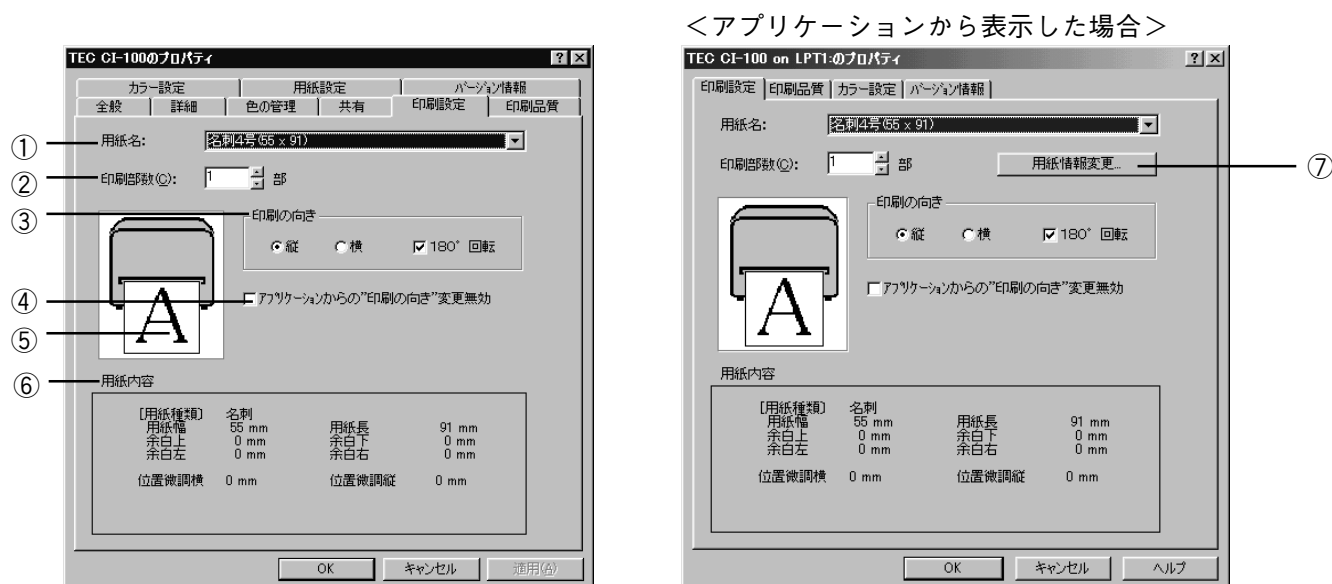 ＜アプリケーションから表示した場合＞
TEC CI-100のプロパティ
カラー設定 用紙設定 バージョン情報
全般 詳細 色の管理 共有 印刷設定 印刷品質
① 用紙名: 名刺4号(55 x 91)
② 印刷部数(C): 1 部
③ 印刷の向き
縦 横 180° 回転
④ アプリケーションからの”印刷の向き”変更無効
A
⑤
⑥ 用紙内容
[用紙種類] 名刺
用紙幅 55 mm 用紙長 91 mm
余白上 0 mm 余白下 0 mm
余白左 0 mm 余白右 0 mm
位置微調横 0 mm 位置微調縦 0 mm
OK キャンセル 適用(A)
TEC CI-100 on LPT1:のプロパティ
印刷設定 印刷品質 カラー設定 バージョン情報
用紙名: 名刺4号(55 x 91)
印刷部数(C): 1 部 用紙情報変更... ⑦
印刷の向き
縦 横 180° 回転
アプリケーションからの”印刷の向き”変更無効
A
用紙内容
[用紙種類] 名刺
用紙幅 55 mm 用紙長 91 mm
余白上 0 mm 余白下 0 mm
余白左 0 mm 余白右 0 mm
位置微調横 0 mm 位置微調縦 0 mm
OK キャンセル ヘルプ